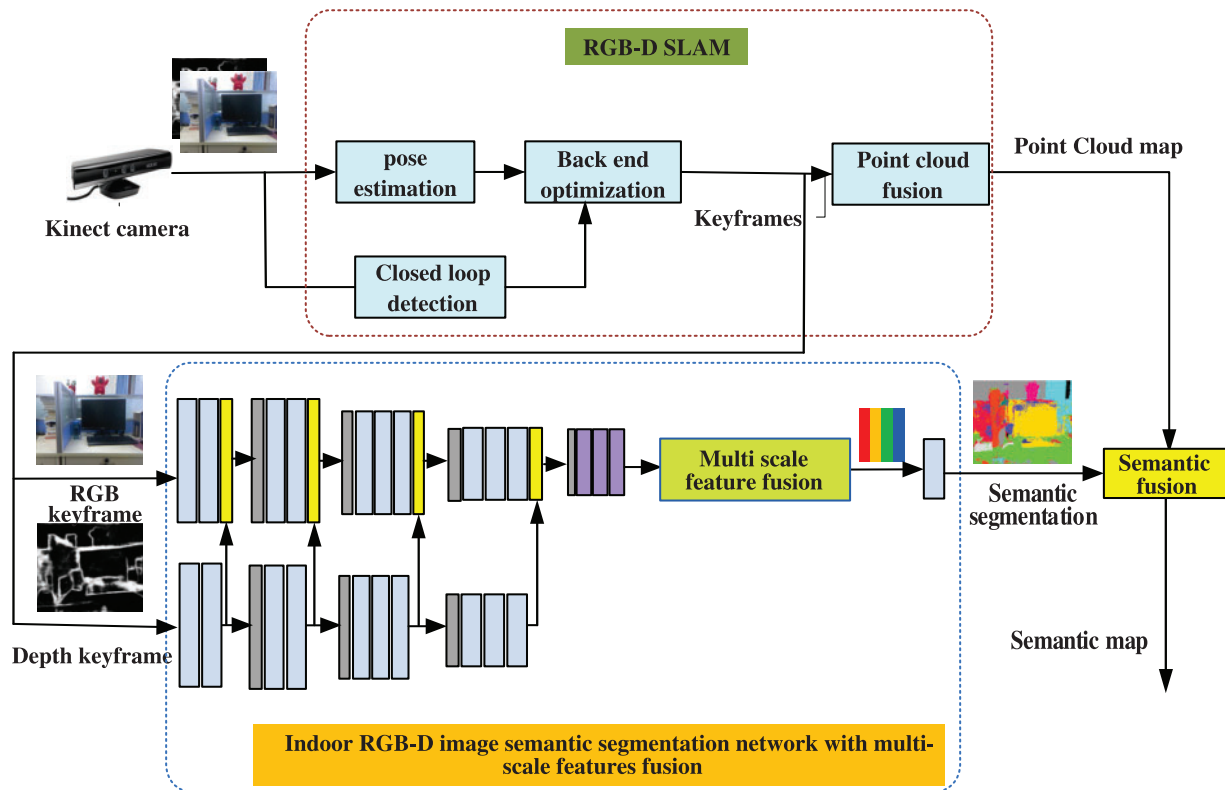 RGB-D SLAM
pose
estimation
Back end
optimization
Point cloud
fusion
Point Cloud map
Kinect camera
Keyframes
Closed loop
detection
RGB
keyframe
Multi scale
feature fusion
Semantic
segmentation
Semantic
fusion
Depth keyframe
Semantic map
Indoor RGB-D image semantic segmentation network with multi-
scale features fusion